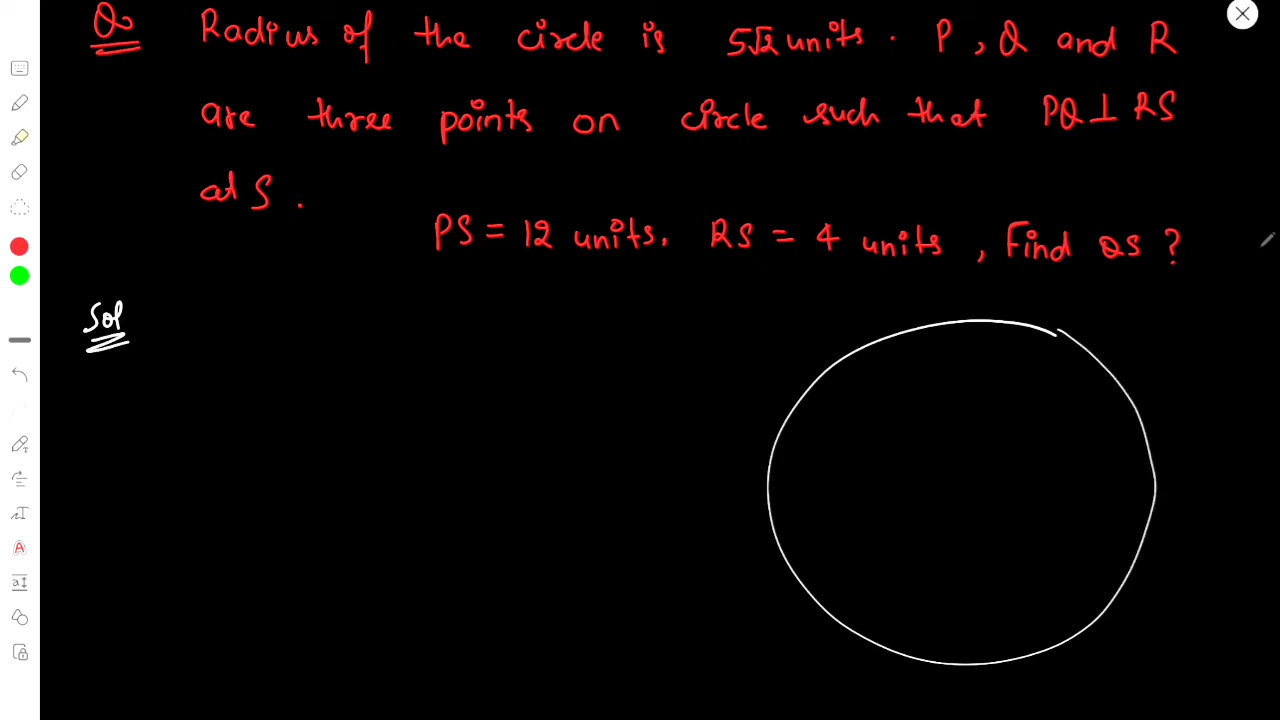 Q Radius of the circle is 5√2 units. P, Q and R
are three points on circle such that PQ ⊥ RS
at S.
PS = 12 units. RS = 4 units, Find QS ?
Sol